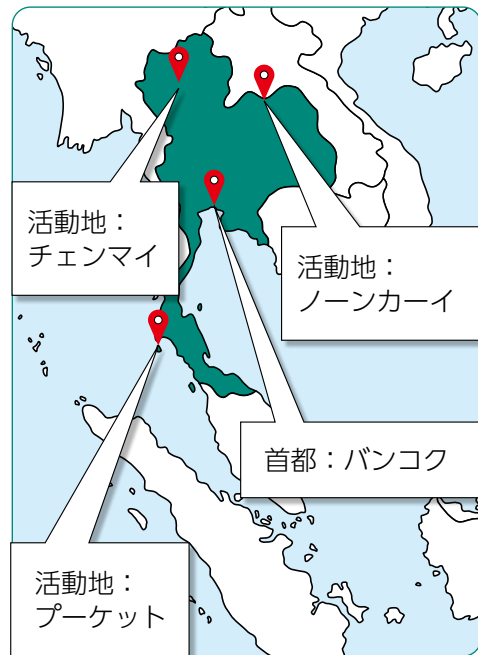 活動地：
チェンマイ
活動地：
ノーンカーイ
首都：バンコク
活動地：
プーケット